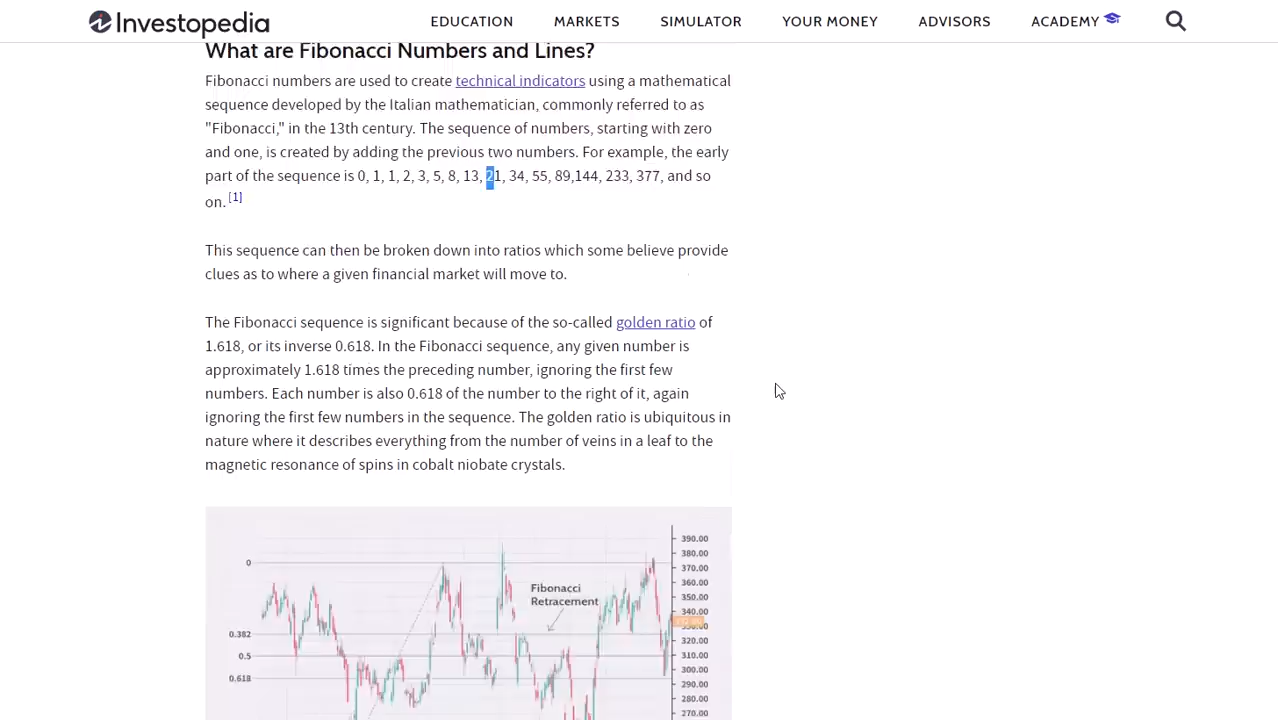 Investopedia
EDUCATION MARKETS SIMULATOR YOUR MONEY ADVISORS ACADEMY
What are Fibonacci Numbers and Lines?
Fibonacci numbers are used to create technical indicators using a mathematical
sequence developed by the Italian mathematician, commonly referred to as
"Fibonacci," in the 13th century. The sequence of numbers, starting with zero
and one, is created by adding the previous two numbers. For example, the early
part of the sequence is 0, 1, 1, 2, 3, 5, 8, 13, 21, 34, 55, 89,144, 233, 377, and so
on. [1]
This sequence can then be broken down into ratios which some believe provide
clues as to where a given financial market will move to.
The Fibonacci sequence is significant because of the so-called golden ratio of
1.618, or its inverse 0.618. In the Fibonacci sequence, any given number is
approximately 1.618 times the preceding number, ignoring the first few
numbers. Each number is also 0.618 of the number to the right of it, again
ignoring the first few numbers in the sequence. The golden ratio is ubiquitous in
nature where it describes everything from the number of veins in a leaf to the
magnetic resonance of spins in cobalt niobate crystals.
390.00
380.00
0
370.00
360.00
Fibonacci
Retracement
350.00
340.00
330.00
0.382
320.00
310.00
0.5
300.00
0.618
290.00
280.00
270.00